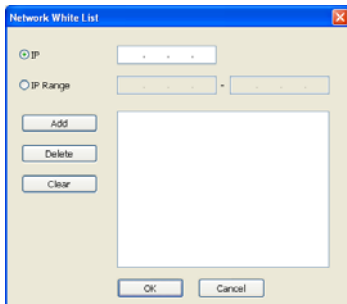 Network White List
IP
. . .
IP Range
. . . - . . .
Add
Delete
Clear
OK
Cancel